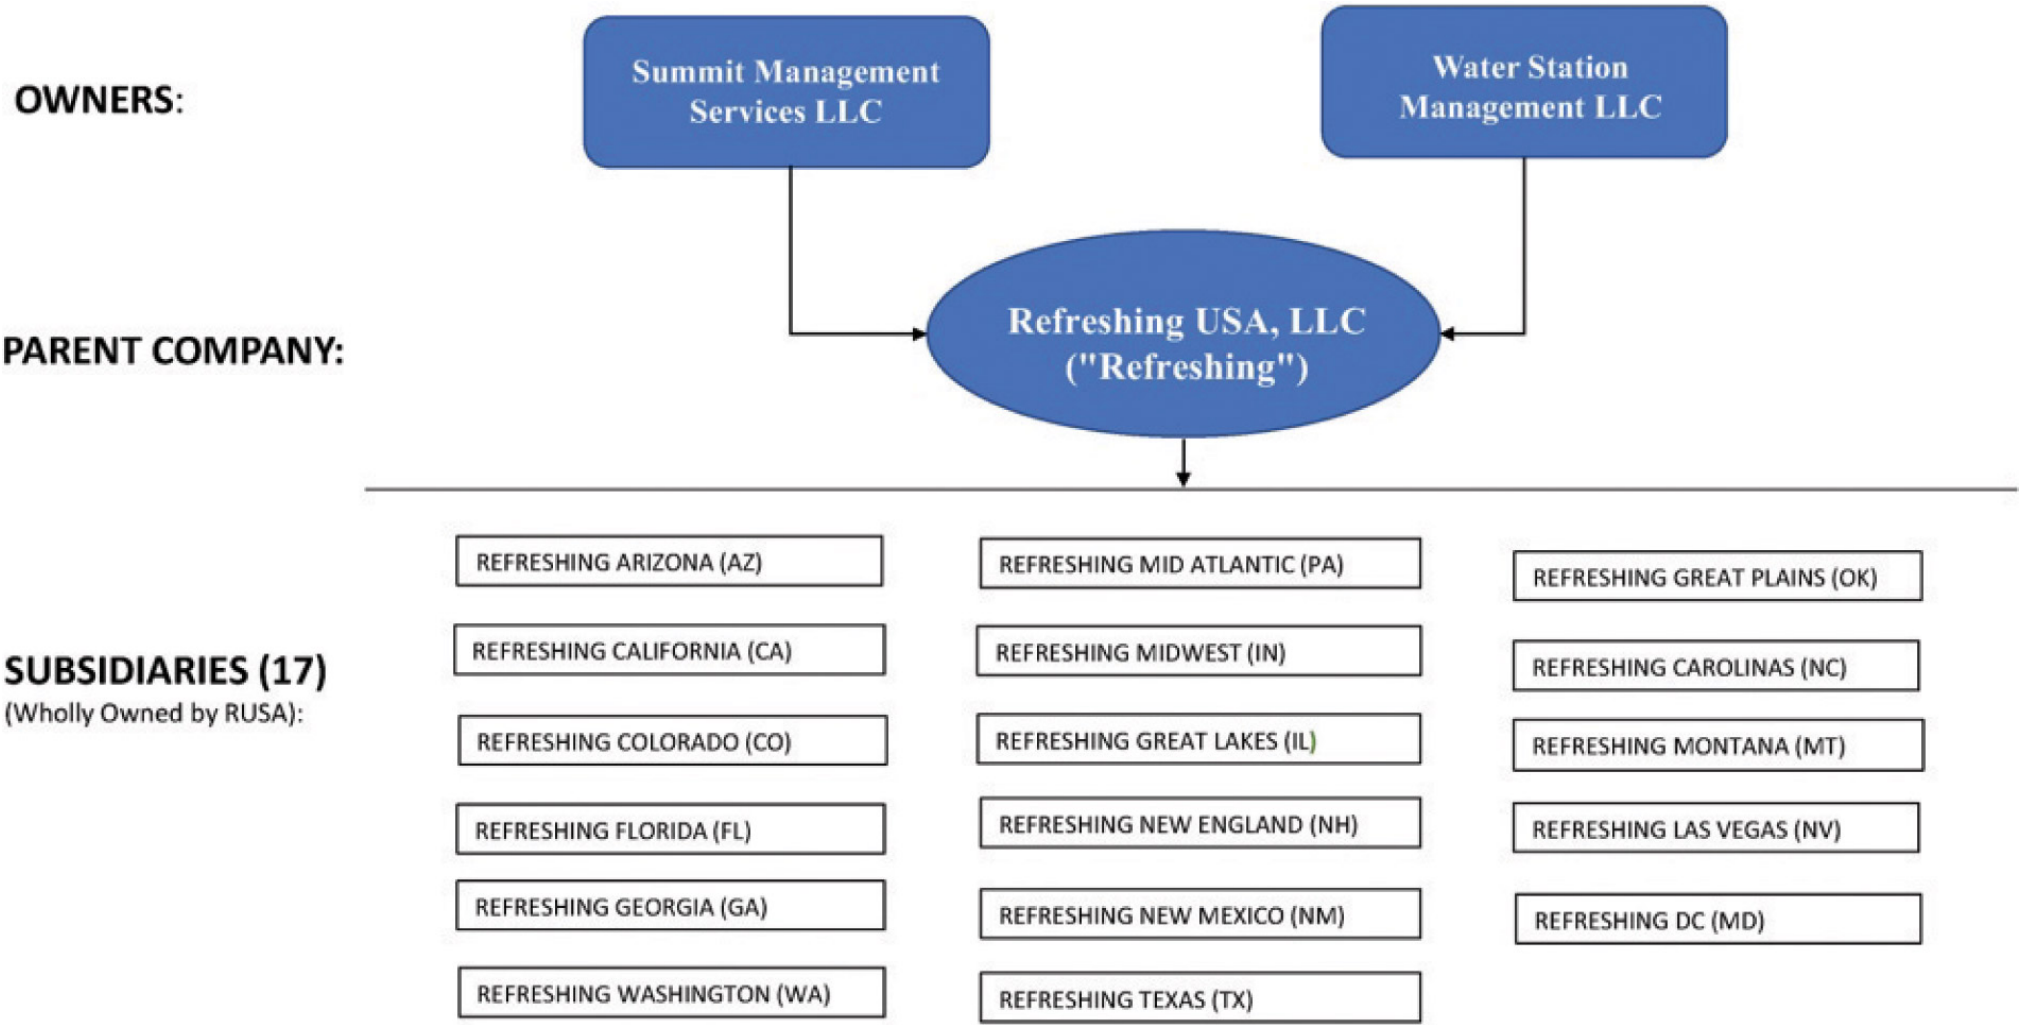 OWNERS:
Summit Management
Services LLC
Water Station
Management LLC
PARENT COMPANY:
Refreshing USA, LLC
("Refreshing")
SUBSIDIARIES (17)
(Wholly Owned by RUSA):
REFRESHING ARIZONA (AZ)
REFRESHING CALIFORNIA (CA)
REFRESHING COLORADO (CO)
REFRESHING FLORIDA (FL)
REFRESHING GEORGIA (GA)
REFRESHING WASHINGTON (WA)
REFRESHING MID ATLANTIC (PA)
REFRESHING MIDWEST (IN)
REFRESHING GREAT LAKES (IL)
REFRESHING NEW ENGLAND (NH)
REFRESHING NEW MEXICO (NM)
REFRESHING TEXAS (TX)
REFRESHING GREAT PLAINS (OK)
REFRESHING CAROLINAS (NC)
REFRESHING MONTANA (MT)
REFRESHING LAS VEGAS (NV)
REFRESHING DC (MD)